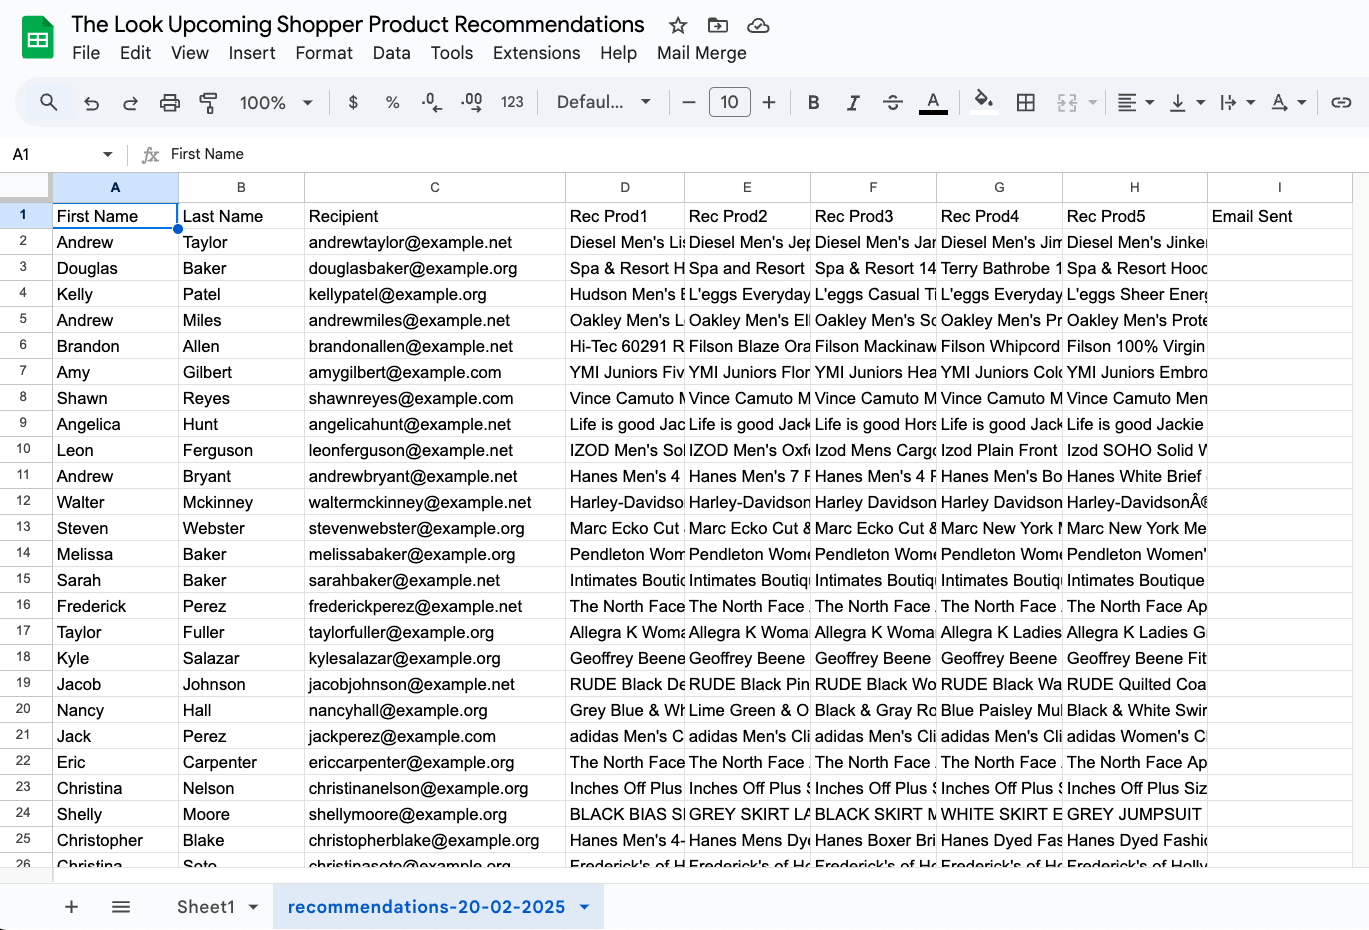 The Look Upcoming Shopper Product Recommendations
File Edit View Insert Format Data Tools Extensions Help Mail Merge
100% $ % .0 .00 123 Defaul... 10 B I A A
A1 fx First Name
A B C D E F G H I
1 First Name Last Name Recipient Rec Prod1 Rec Prod2 Rec Prod3 Rec Prod4 Rec Prod5 Email Sent
2 Andrew Taylor andrewtaylor@example.net Diesel Men's Lis Diesel Men's Jep Diesel Men's Jar Diesel Men's Jim Diesel Men's Jinker
3 Douglas Baker douglasbaker@example.org Spa & Resort H Spa and Resort Spa & Resort 14 Terry Bathrobe 1 Spa & Resort Hood
4 Kelly Patel kellypatel@example.org Hudson Men's L'eggs Everyday L'eggs Casual Ti L'eggs Everyday L'eggs Sheer Energ
5 Andrew Miles andrewmiles@example.net Oakley Men's L Oakley Men's Ell Oakley Men's Sc Oakley Men's Pr Oakley Men's Prote
6 Brandon Allen brandonallen@example.net Hi-Tec 60291 R Filson Blaze Ora Filson Mackinaw Filson Whipcord Filson 100% Virgin
7 Amy Gilbert amygilbert@example.com YMI Juniors Fiv YMI Juniors Flor YMI Juniors Hea YMI Juniors Colo YMI Juniors Embro
8 Shawn Reyes shawnreyes@example.com Vince Camuto M Vince Camuto M Vince Camuto M Vince Camuto M Vince Camuto Men
9 Angelica Hunt angelicahunt@example.net Life is good Jac Life is good Jack Life is good Hors Life is good Jack Life is good Jackie
10 Leon Ferguson leonferguson@example.net IZOD Men's Sol IZOD Men's Oxfo Izod Mens Cargo Izod Plain Front Izod SOHO Solid W
11 Andrew Bryant andrewbryant@example.net Hanes Men's 4 Hanes Men's 7 P Hanes Men's 4 P Hanes Men's Bo Hanes White Brief
12 Walter Mckinney waltermckinney@example.net Harley-Davidso Harley-Davidson Harley Davidson Harley Davidson Harley-DavidsonÂ®
13 Steven Webster stevenwebster@example.org Marc Ecko Cut Marc Ecko Cut & Marc Ecko Cut & Marc New York M Marc New York Me
14 Melissa Baker melissabaker@example.org Pendleton Wom Pendleton Wome Pendleton Wome Pendleton Wome Pendleton Women'
15 Sarah Baker sarahbaker@example.net Intimates Boutic Intimates Boutiqu Intimates Boutiqu Intimates Boutiq Intimates Boutique
16 Frederick Perez frederickperez@example.net The North Face The North Face The North Face The North Face The North Face Ap
17 Taylor Fuller taylorfuller@example.org Allegra K Woma Allegra K Woma Allegra K Woma Allegra K Ladies Allegra K Ladies G
18 Kyle Salazar kylesalazar@example.org Geoffrey Beene Geoffrey Beene Geoffrey Beene Geoffrey Beene Geoffrey Beene Fit
19 Jacob Johnson jacobjohnson@example.net RUDE Black De RUDE Black Pin RUDE Black Wo RUDE Black Wa RUDE Quilted Coa
20 Nancy Hall nancyhall@example.org Grey Blue & Wh Lime Green & O Black & Gray Ro Blue Paisley Mul Black & White Swir
21 Jack Perez jackperez@example.com adidas Men's C adidas Men's Cli adidas Men's Cli adidas Men's Cli adidas Women's Cl
22 Eric Carpenter ericcarpenter@example.org The North Face The North Face The North Face The North Face The North Face Ap
23 Christina Nelson christinanelson@example.org Inches Off Plus Inches Off Plus S Inches Off Plus S Inches Off Plus S Inches Off Plus Siz
24 Shelly Moore shellymoore@example.org BLACK BIAS S GREY SKIRT LA BLACK SKIRT M WHITE SKIRT E GREY JUMPSUIT
25 Christopher Blake christopherblake@example.org Hanes Men's 4- Hanes Mens Dye Hanes Boxer Bri Hanes Dyed Fas Hanes Dyed Fashic
26 Christina Soto christinasoto@example.org Frederick's of H Frederick's of Ho Frederick's of Ho Frederick's of Ho Frederick's of Holly
+ Sheet1 recommendations-20-02-2025